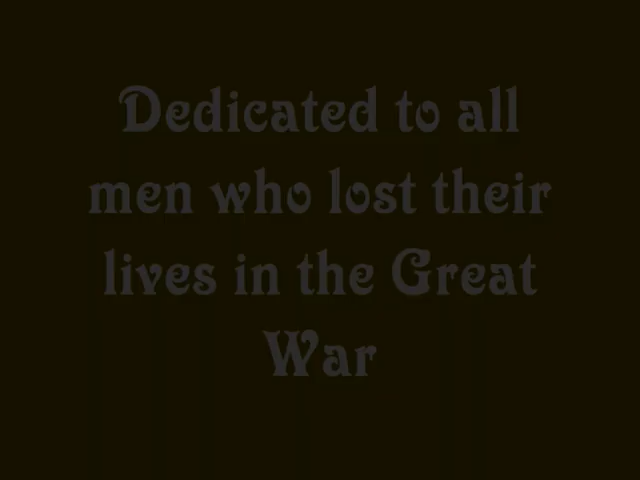 Dedicated to all
men who lost their
lives in the Great
War